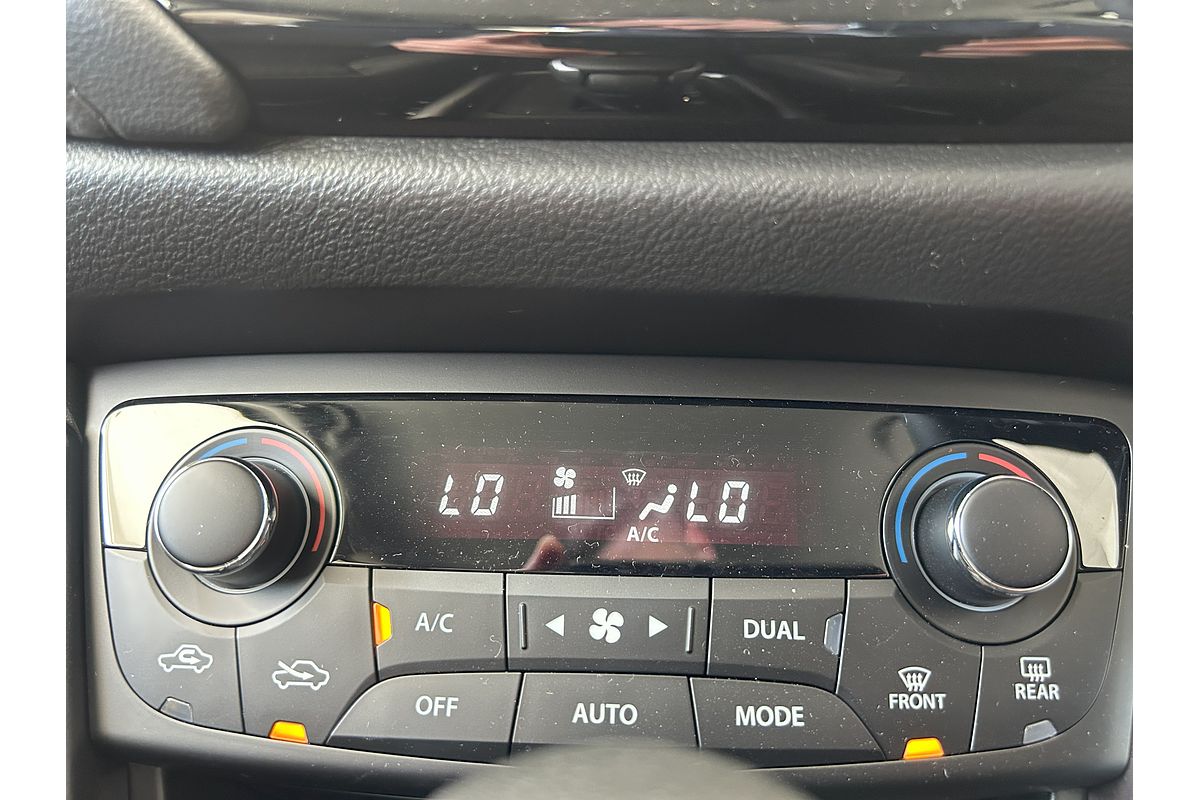 LO LO
A/C
A/C
DUAL
OFF
AUTO
MODE
FRONT
REAR